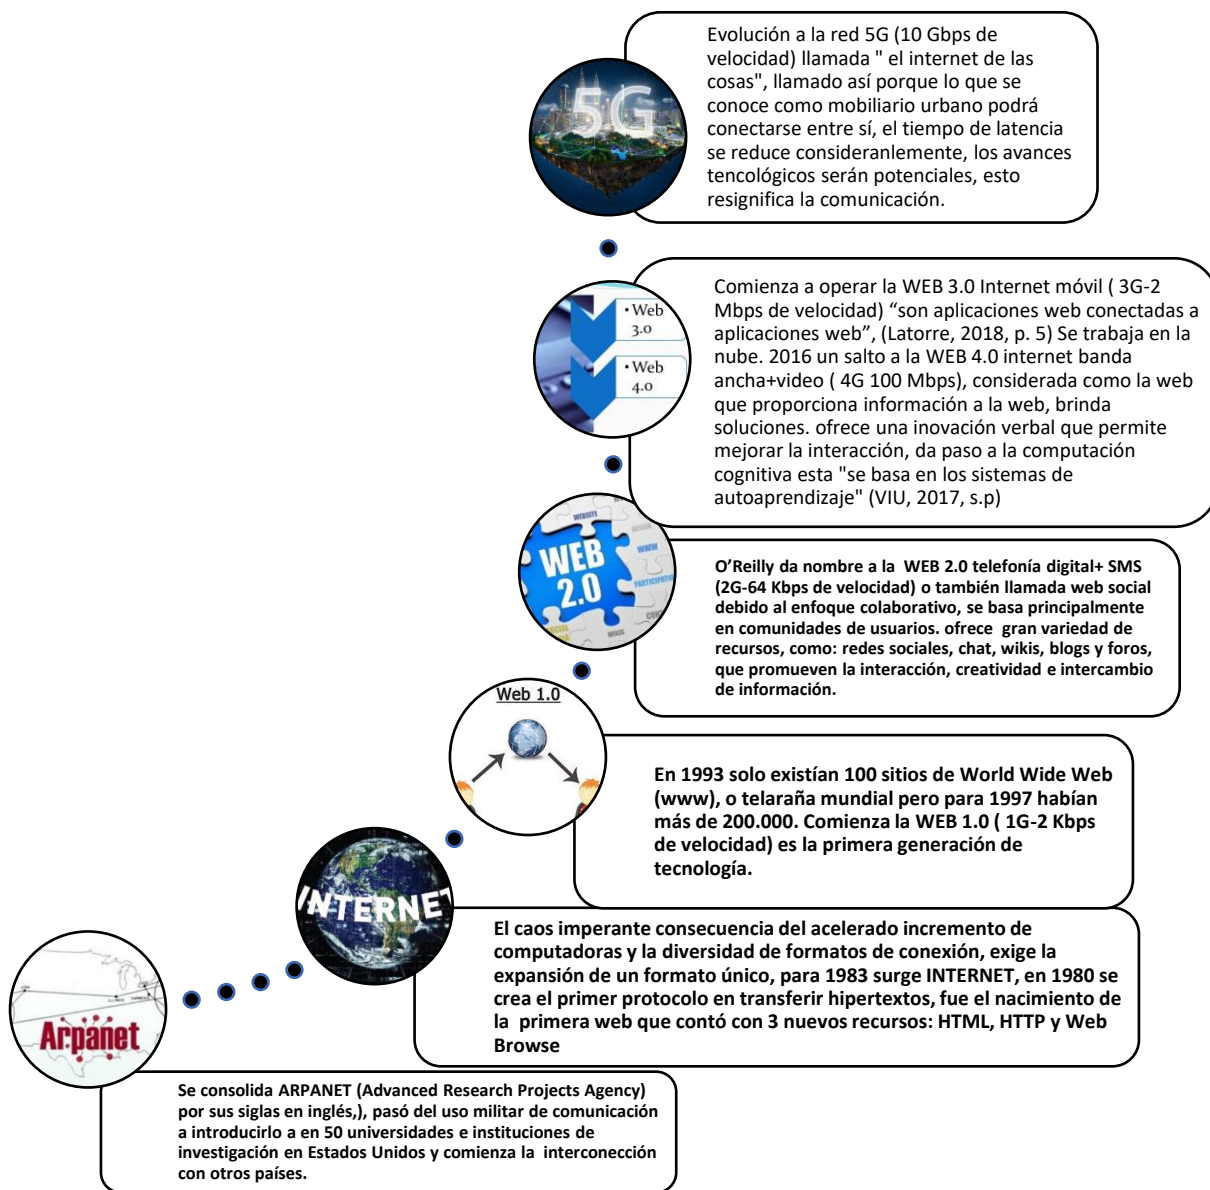 Evolución a la red 5G (10 Gbps de
velocidad) llamada " el internet de las
cosas", llamado así porque lo que se
conoce como mobiliario urbano podrá
conectarse entre sí, el tiempo de latencia
se reduce consideranlemente, los avances
tencológicos serán potenciales, esto
resignifica la comunicación.
5G
Comienza a operar la WEB 3.0 Internet móvil ( 3G-2
Mbps de velocidad) “son aplicaciones web conectadas a
aplicaciones web”, (Latorre, 2018, p. 5) Se trabaja en la
nube. 2016 un salto a la WEB 4.0 internet banda
ancha+video ( 4G 100 Mbps), considerada como la web
que proporciona información a la web, brinda
soluciones. ofrece una inovación verbal que permite
mejorar la interacción, da paso a la computación
cognitiva esta "se basa en los sistemas de
autoaprendizaje" (VIU, 2017, s.p)
• Web
3.0
• Web
4.0
O’Reilly da nombre a la WEB 2.0 telefonía digital+ SMS
(2G-64 Kbps de velocidad) o también llamada web social
debido al enfoque colaborativo, se basa principalmente
en comunidades de usuarios. ofrece gran variedad de
recursos, como: redes sociales, chat, wikis, blogs y foros,
que promueven la interacción, creatividad e intercambio
de información.
WEBSITE
WWW
WEB
2.0
PARTICIPATIO
WIKIS
Web 1.0
En 1993 solo existían 100 sitios de World Wide Web
(www), o telaraña mundial pero para 1997 habían
más de 200.000. Comienza la WEB 1.0 ( 1G-2 Kbps
de velocidad) es la primera generación de
tecnología.
INTERNET
El caos imperante consecuencia del acelerado incremento de
computadoras y la diversidad de formatos de conexión, exige la
expansión de un formato único, para 1983 surge INTERNET, en 1980 se
crea el primer protocolo en transferir hipertextos, fue el nacimiento de
la primera web que contó con 3 nuevos recursos: HTML, HTTP y Web
Browse
Arpanet
Se consolida ARPANET (Advanced Research Projects Agency)
por sus siglas en inglés,), pasó del uso militar de comunicación
a introducirlo a en 50 universidades e instituciones de
investigación en Estados Unidos y comienza la interconección
con otros países.